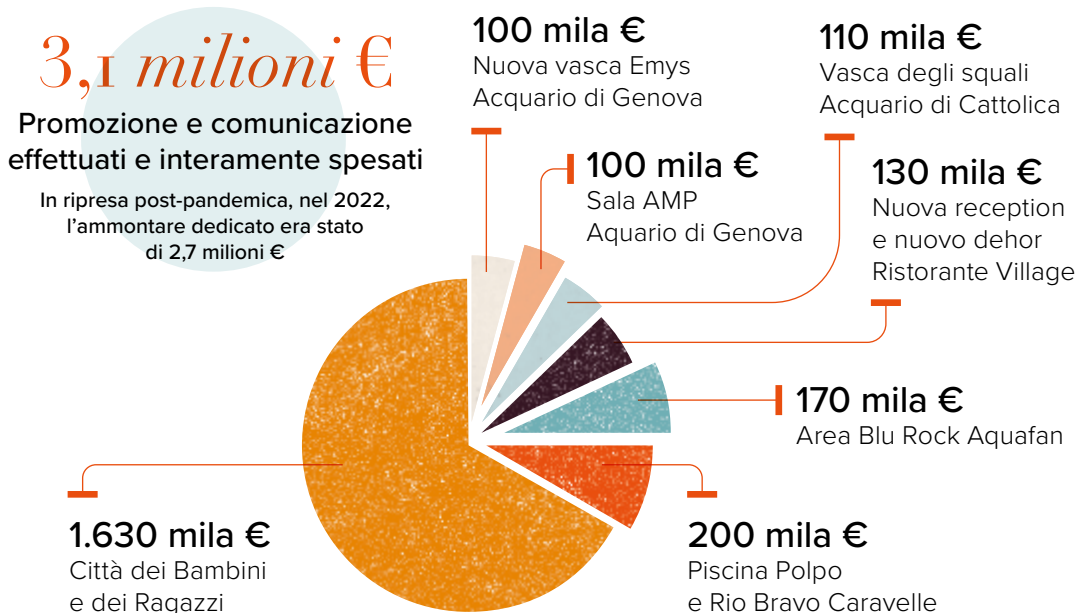 3,1 milioni €
Promozione e comunicazione
effettuati e interamente spesati
In ripresa post-pandemica, nel 2022,
l’ammontare dedicato era stato
di 2,7 milioni €
100 mila €
Nuova vasca Emys
Acquario di Genova
110 mila €
Vasca degli squali
Acquario di Cattolica
100 mila €
Sala AMP
Aquario di Genova
130 mila €
Nuova reception
e nuovo dehor
Ristorante Village
170 mila €
Area Blu Rock Aquafan
1.630 mila €
Città dei Bambini
e dei Ragazzi
200 mila €
Piscina Polpo
e Rio Bravo Caravelle